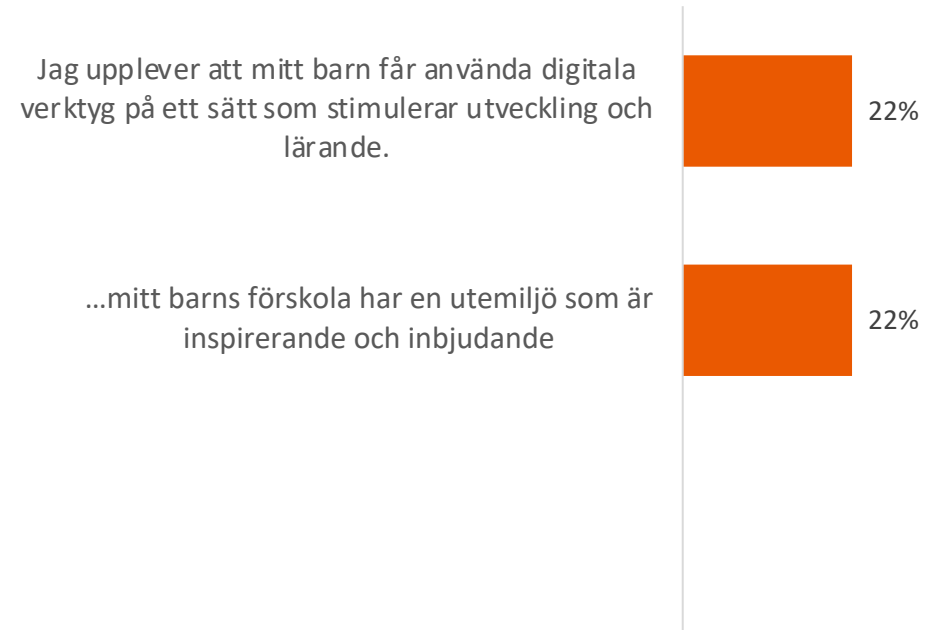 Jag upplever att mitt barn får använda digitala
verktyg på ett sätt som stimulerar utveckling och
lärande.
22%
…mitt barns förskola har en utemiljö som är
inspirerande och inbjudande
22%